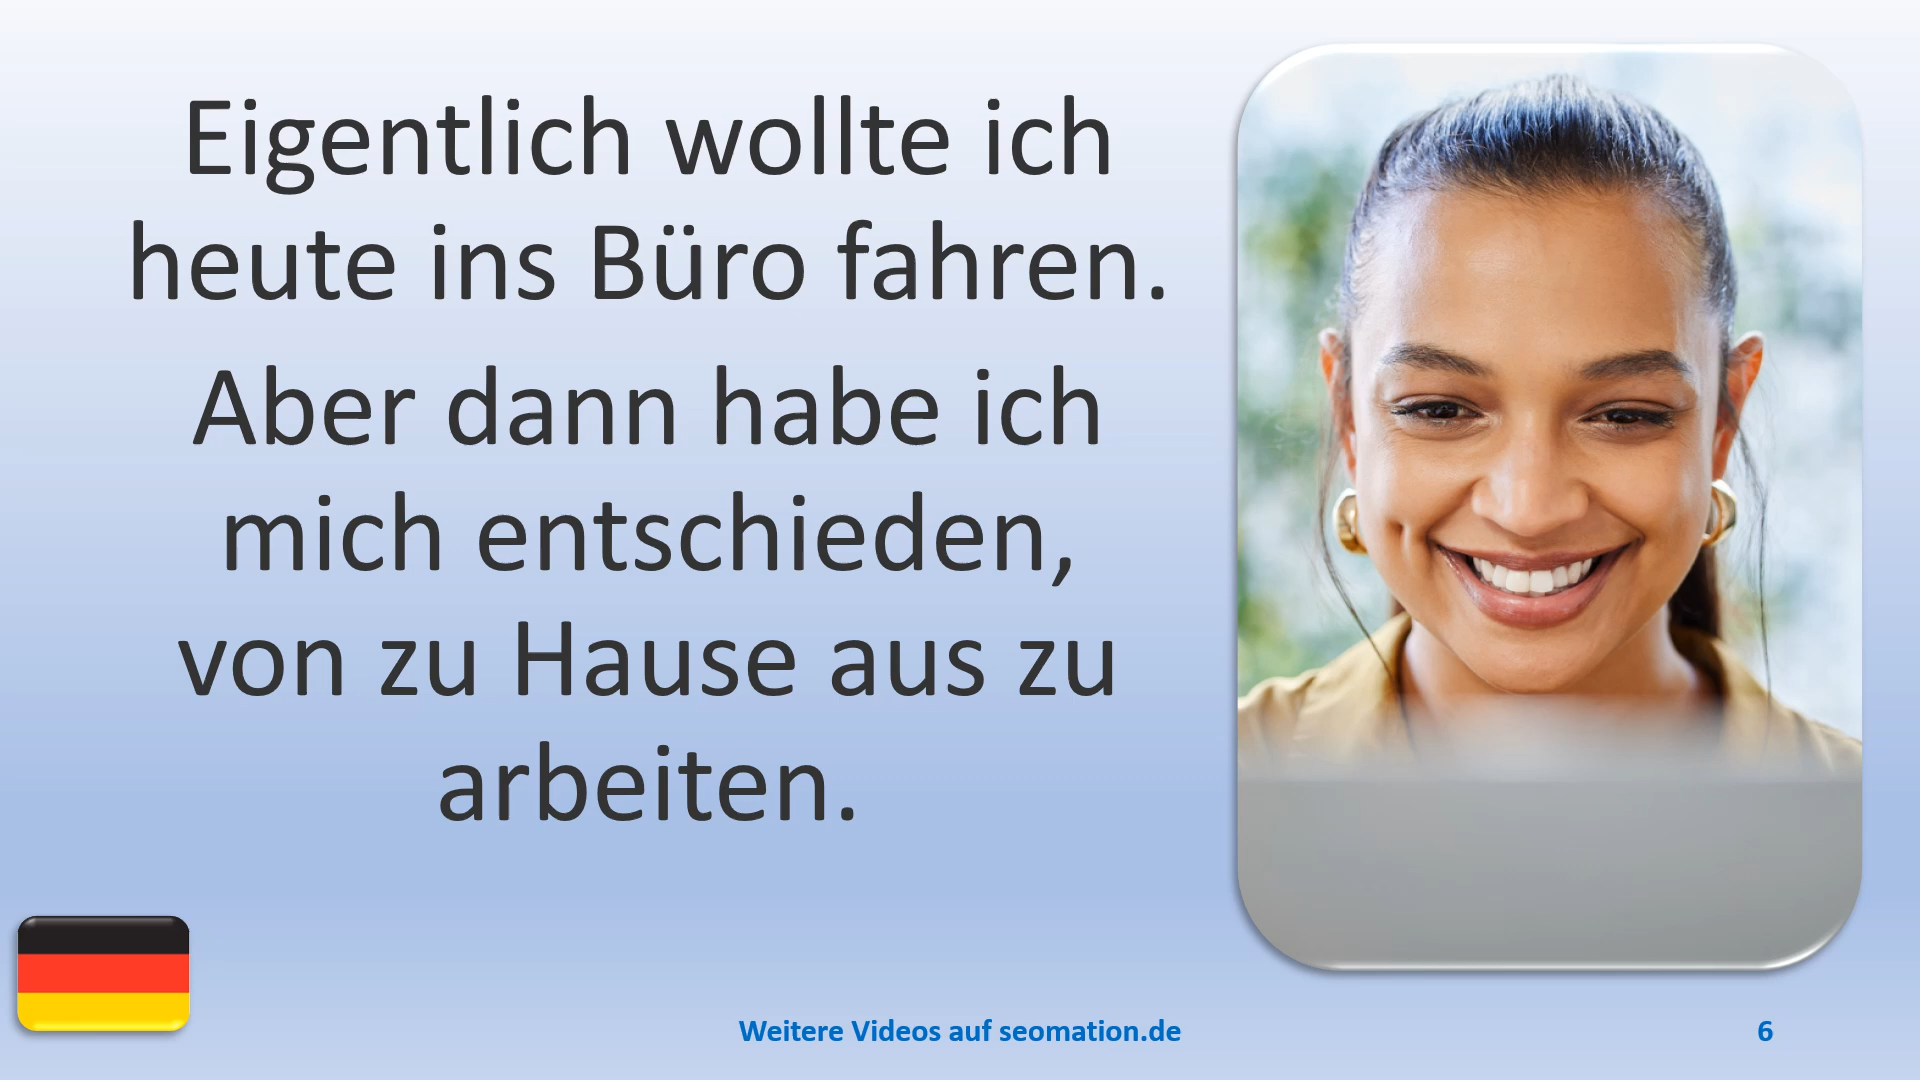 Eigentlich wollte ich
heute ins Büro fahren.
Aber dann habe ich
mich entschieden,
von zu Hause aus zu
arbeiten.
Weitere Videos auf seomation.de
6